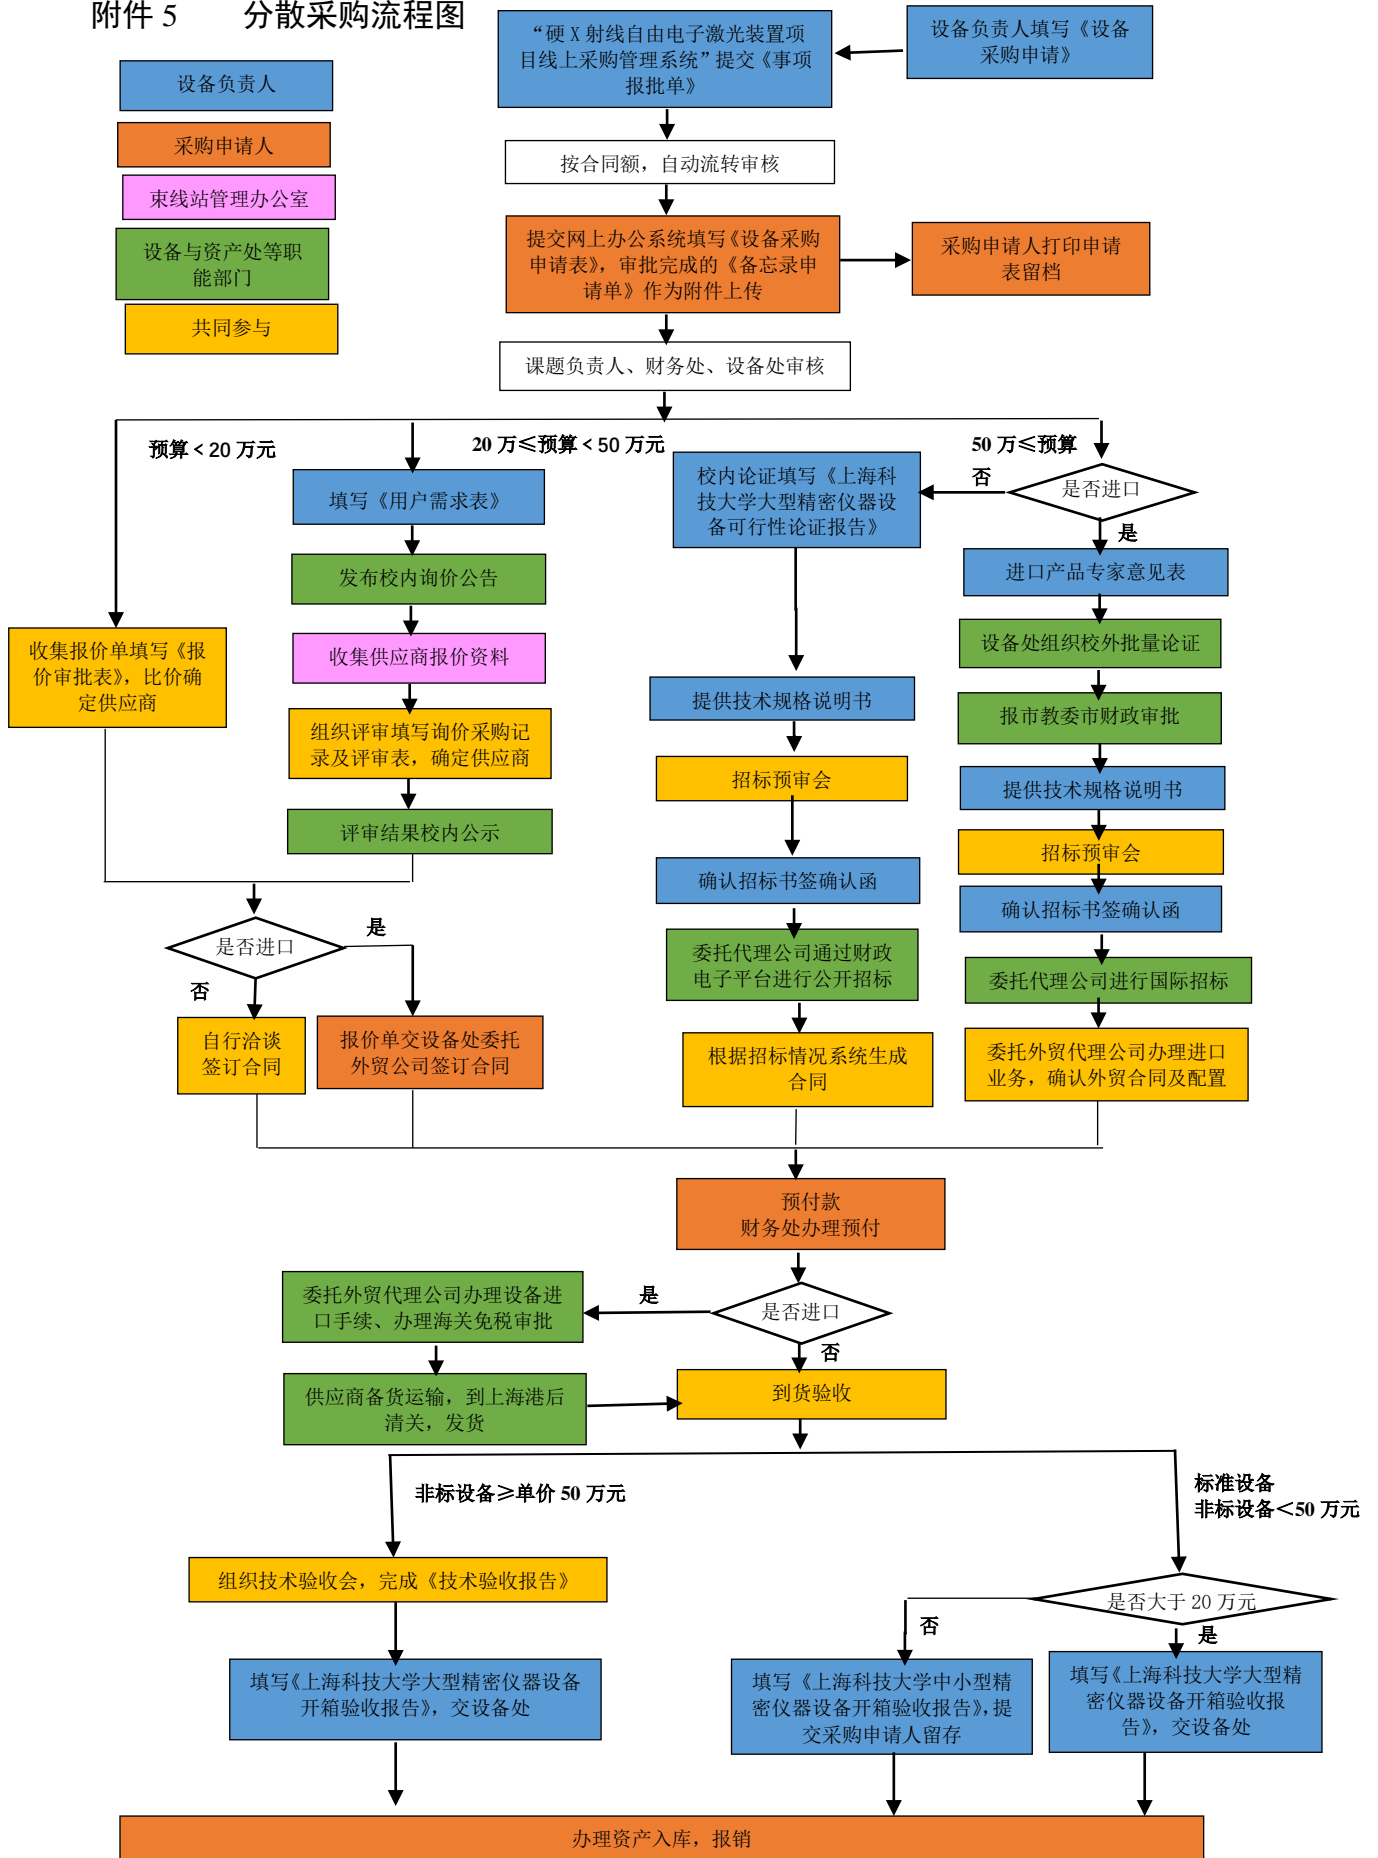 附件 5 分散采购流程图
设备负责人
采购申请人
束线站管理办公室
设备与资产处等职
能部门
共同参与
“硬 X 射线自由电子激光装置项
目线上采购管理系统”提交《事项
报批单》
设备负责人填写《设备
采购申请》
按合同额，自动流转审核
提交网上办公系统填写《设备采购
申请表》，审批完成的《备忘录申
请单》作为附件上传
采购申请人打印申请
表留档
课题负责人、财务处、设备处审核
预算＜20 万元
20 万≤预算＜50 万元
50 万≤预算
填写《用户需求表》
发布校内询价公告
收集供应商报价资料
组织评审填写询价采购记
录及评审表，确定供应商
评审结果校内公示
收集报价单填写《报
价审批表》，比价确
定供应商
是否进口
是
否
自行洽谈
签订合同
报价单交设备处委托
外贸公司签订合同
是否进口
否
是
校内论证填写《上海科
技大学大型精密仪器设
备可行性论证报告》
提供技术规格说明书
招标预审会
确认招标书签确认函
委托代理公司通过财政
电子平台进行公开招标
根据招标情况系统生成
合同
进口产品专家意见表
设备处组织校外批量论证
报市教委市财政审批
提供技术规格说明书
招标预审会
确认招标书签确认函
委托代理公司进行国际招标
委托外贸代理公司办理进口
业务，确认外贸合同及配置
预付款
财务处办理预付
是否进口
是
否
委托外贸代理公司办理设备进
口手续、办理海关免税审批
供应商备货运输，到上海港后
清关，发货
到货验收
非标设备≥单价 50 万元
标准设备
非标设备＜50 万元
组织技术验收会，完成《技术验收报告》
是否大于 20 万元
否
是
填写《上海科技大学大型精密仪器设备
开箱验收报告》，交设备处
填写《上海科技大学中小型精
密仪器设备开箱验收报告》，提
交采购申请人留存
填写《上海科技大学大型精
密仪器设备开箱验收报
告》，交设备处
办理资产入库，报销